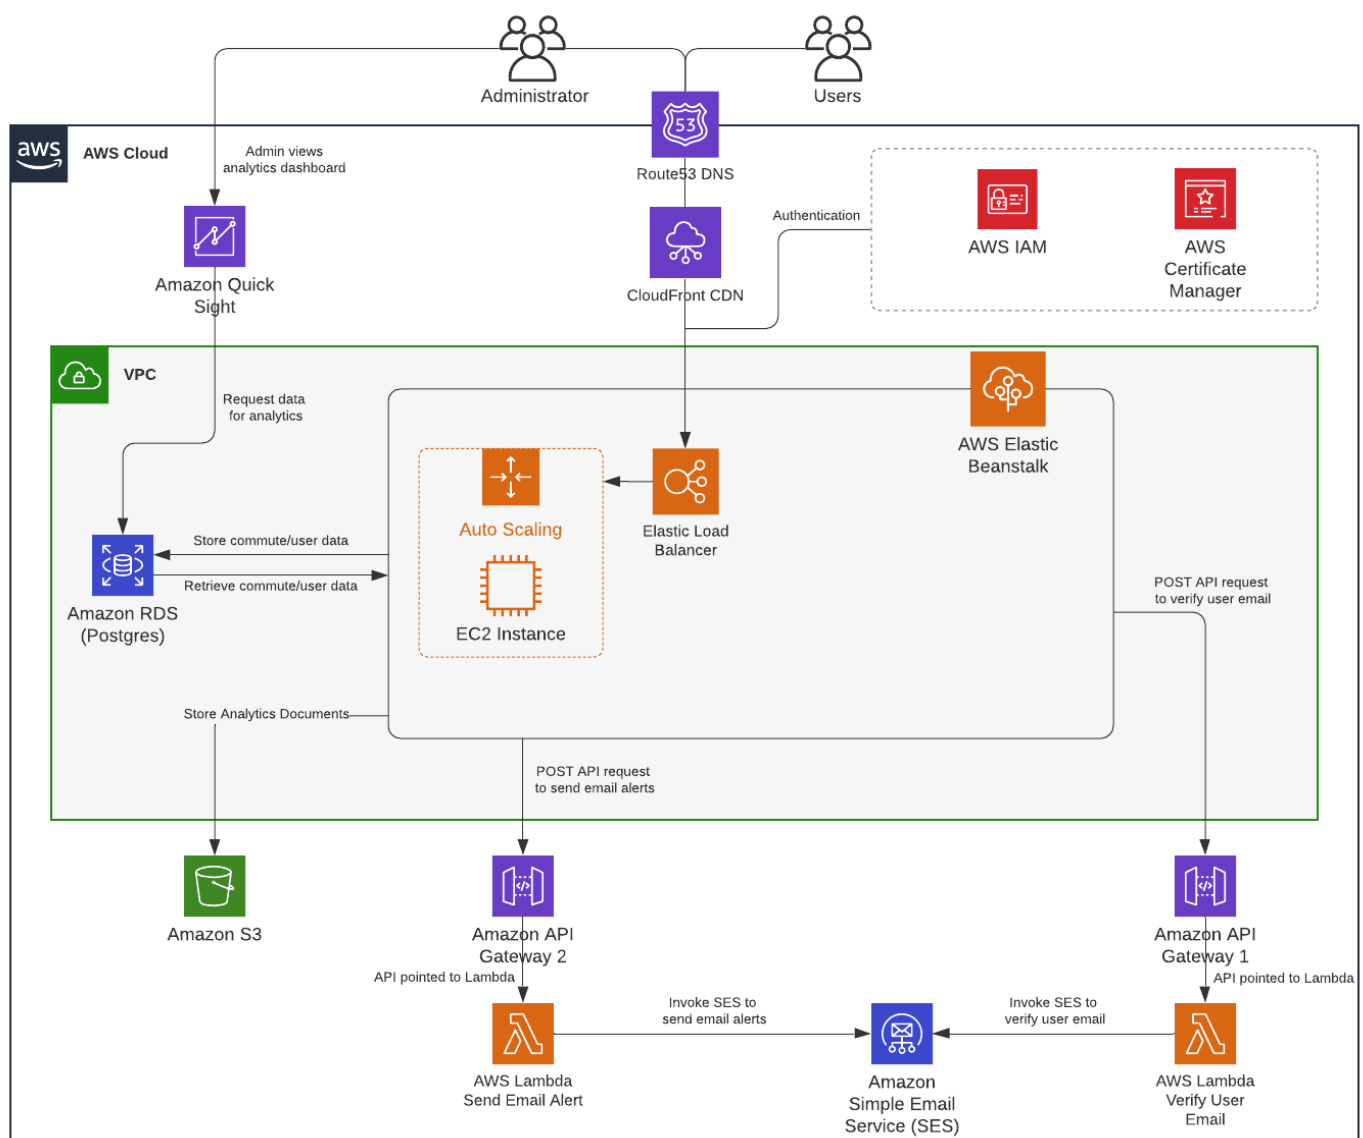 Administrator
Users
aws
AWS Cloud
53
Route53 DNS
Admin views
analytics dashboard
Amazon Quick
Sight
CloudFront CDN
Authentication
AWS IAM
AWS
Certificate
Manager
VPC
Request data
for analytics
AWS Elastic
Beanstalk
Auto Scaling
EC2 Instance
Elastic Load
Balancer
Store commute/user data
Retrieve commute/user data
Amazon RDS
(Postgres)
POST API request
to verify user email
Store Analytics Documents
POST API request
to send email alerts
Amazon S3
</>
Amazon API
Gateway 2
</>
Amazon API
Gateway 1
API pointed to Lambda
API pointed to Lambda
Invoke SES to
send email alerts
Invoke SES to
verify user email
AWS Lambda
Send Email Alert
Amazon
Simple Email
Service (SES)
AWS Lambda
Verify User
Email